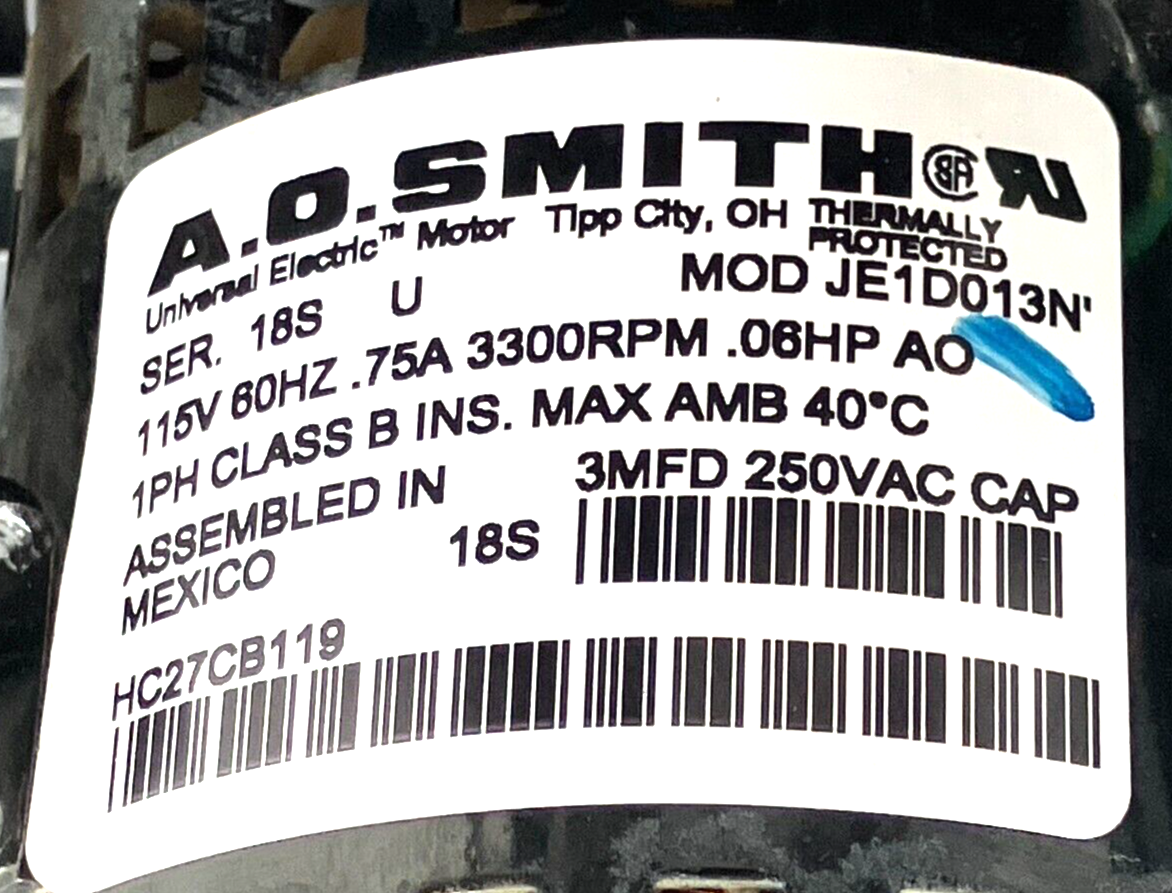 A.O.SMITH
Universal Electric™ Motor Tipp City, OH THERMALLY PROTECTED
SER. 18S U MOD JE1D013N'
115V 60HZ .75A 3300RPM .06HP AO
1PH CLASS B INS. MAX AMB 40°C
ASSEMBLED IN
MEXICO
18S
3MFD 250VAC CAP
HC27CB119